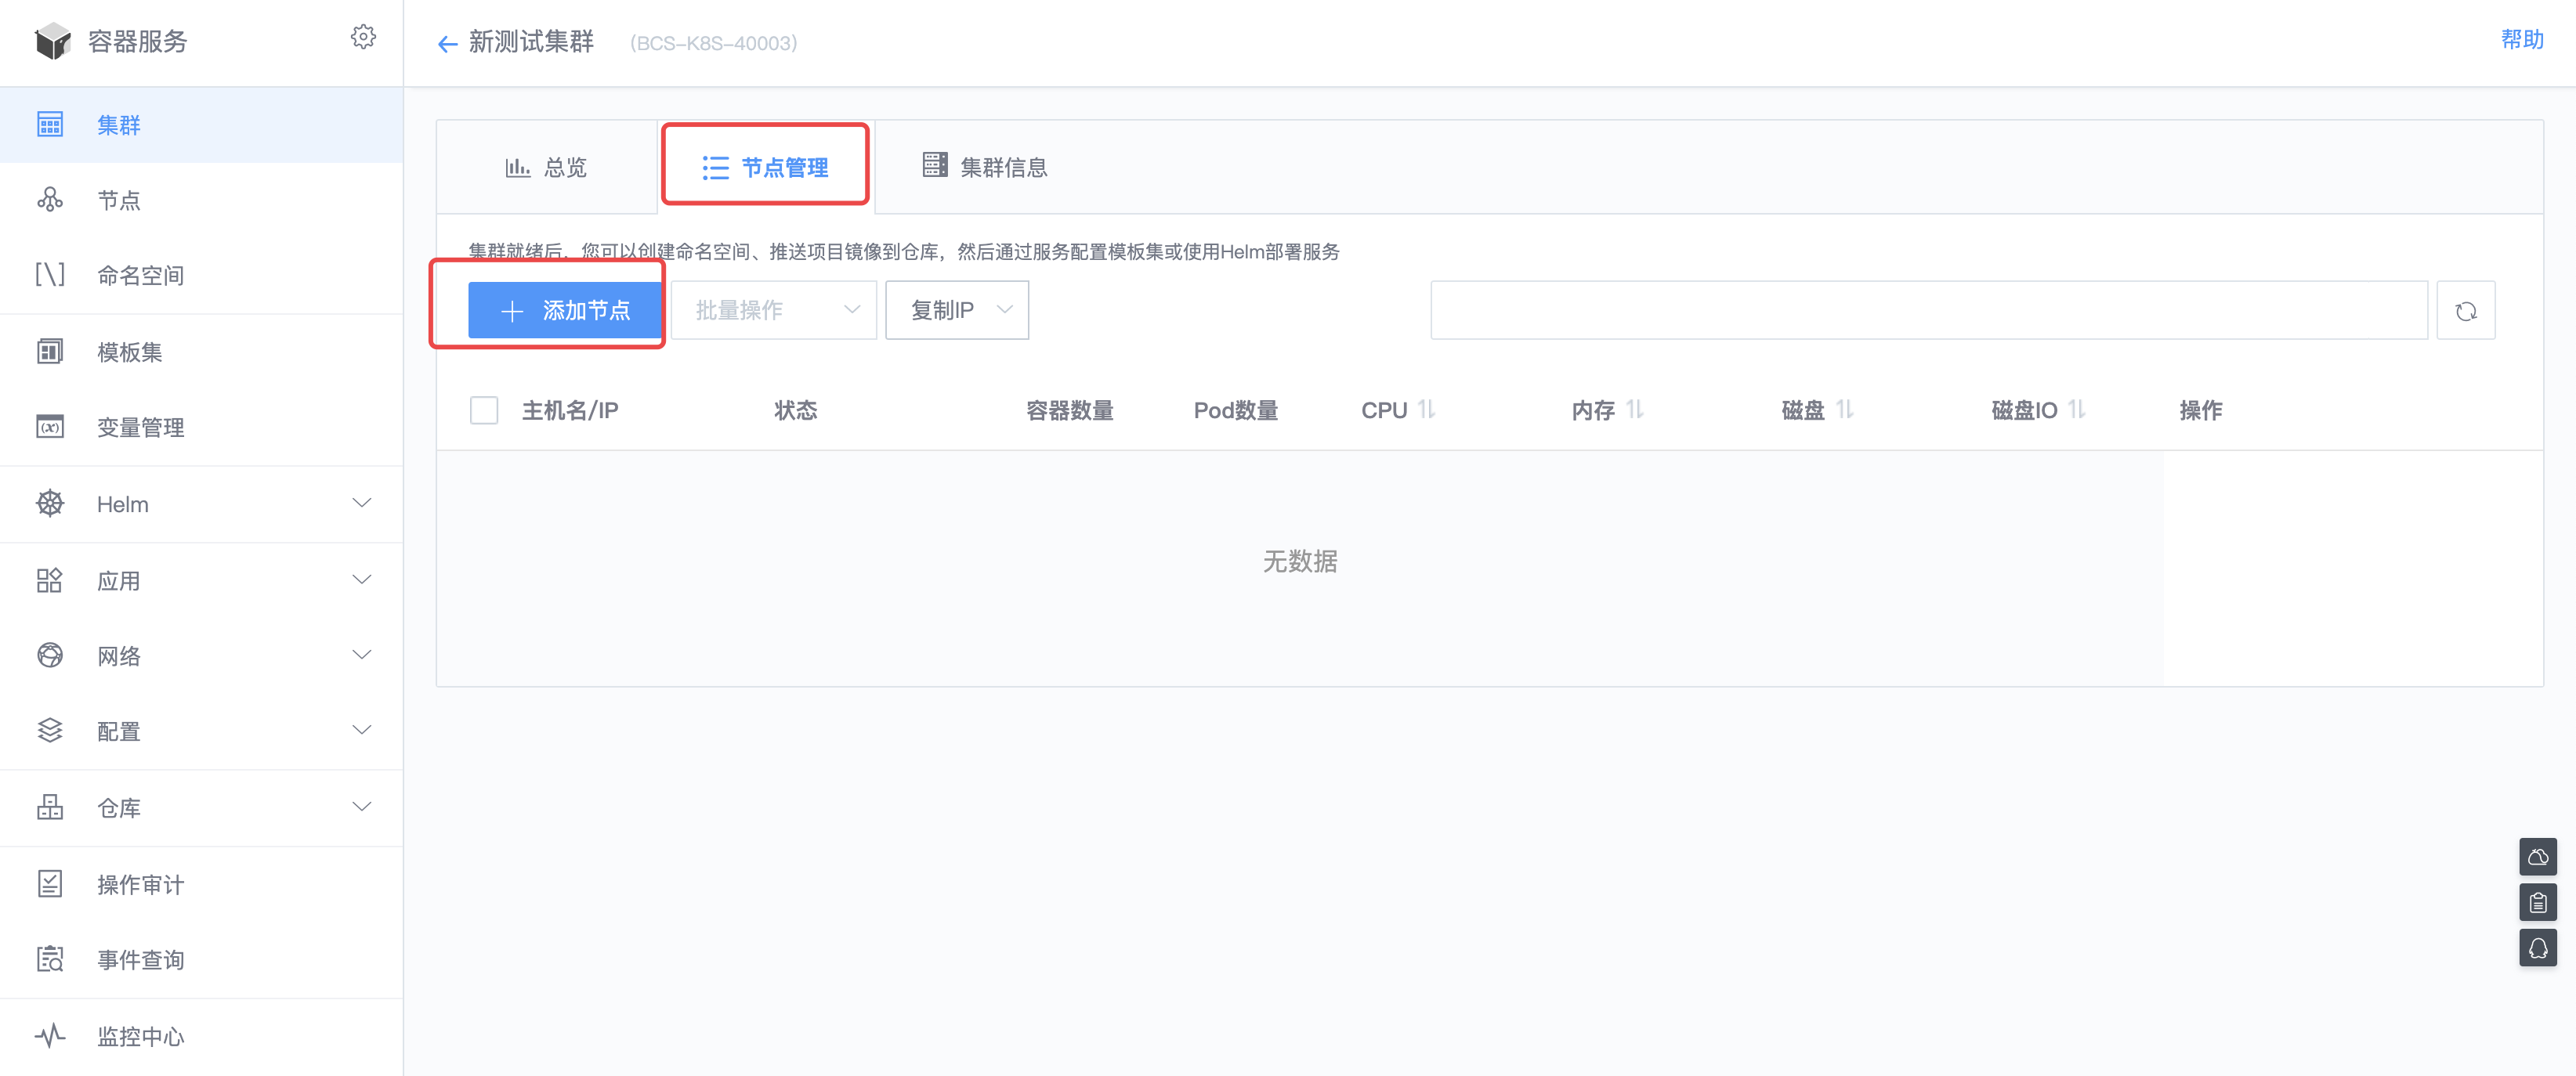 容器服务
新测试集群 (BCS-K8S-40003)
帮助
集群
节点
命名空间
模板集
变量管理
Helm
应用
网络
配置
仓库
操作审计
事件查询
监控中心
总览 节点管理 集群信息
集群就绪后,您可以创建命名空间、推送项目镜像到仓库,然后通过服务配置模板集或使用Helm部署服务
添加节点 批量操作 复制IP
主机名/IP 状态 容器数量 Pod数量 CPU 内存 磁盘 磁盘IO 操作
无数据